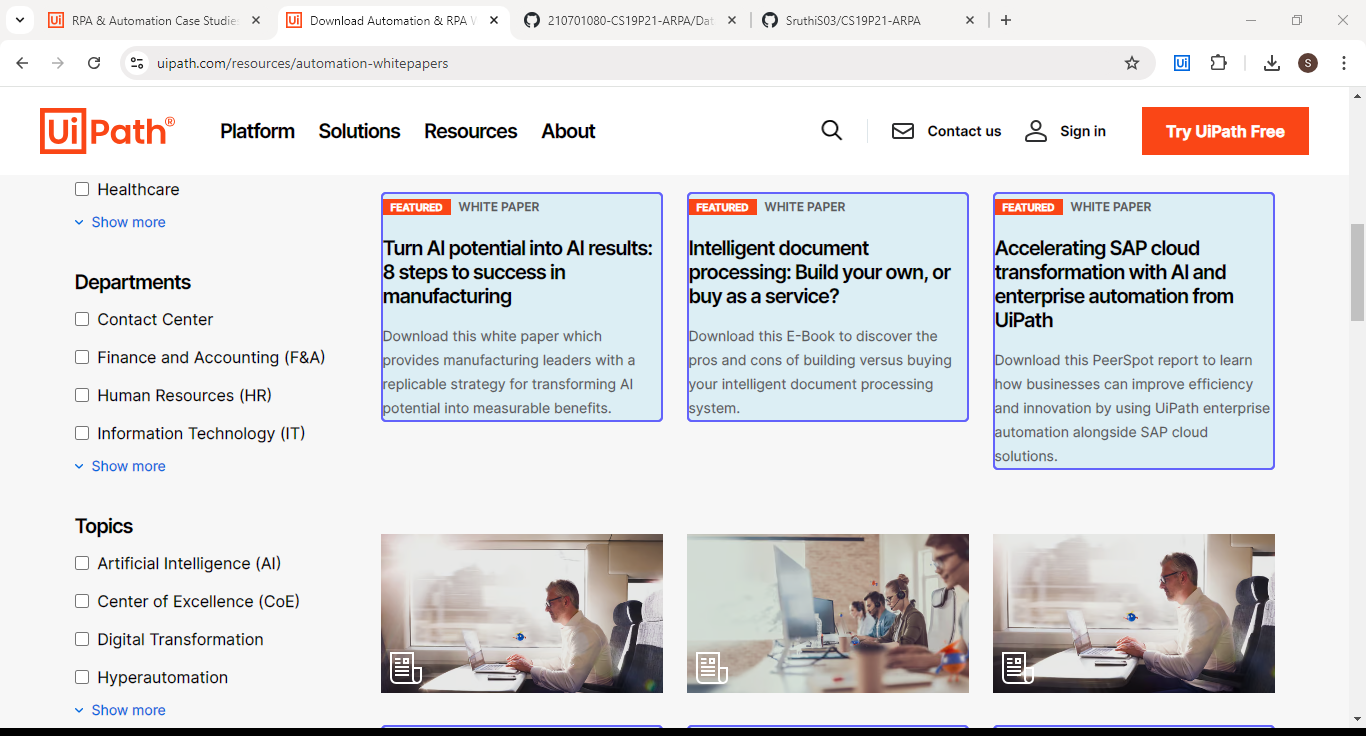 RPA & Automation Case Studie
Download Automation & RPA W
210701080-CS19P21-ARPA/Dat
SruthiS03/CS19P21-ARPA
uipath.com/resources/automation-whitepapers
Ui
S
Ui Path®
Platform
Solutions
Resources
About
Contact us
Sign in
Try UiPath Free
Healthcare
Show more
Departments
Contact Center
Finance and Accounting (F&A)
Human Resources (HR)
Information Technology (IT)
Show more
Topics
Artificial Intelligence (AI)
Center of Excellence (CoE)
Digital Transformation
Hyperautomation
Show more
FEATURED WHITE PAPER
Turn AI potential into AI results:
8 steps to success in
manufacturing
Download this white paper which
provides manufacturing leaders with a
replicable strategy for transforming AI
potential into measurable benefits.
FEATURED WHITE PAPER
Intelligent document
processing: Build your own, or
buy as a service?
Download this E-Book to discover the
pros and cons of building versus buying
your intelligent document processing
system.
FEATURED WHITE PAPER
Accelerating SAP cloud
transformation with AI and
enterprise automation from
UiPath
Download this PeerSpot report to learn
how businesses can improve efficiency
and innovation by using UiPath enterprise
automation alongside SAP cloud
solutions.